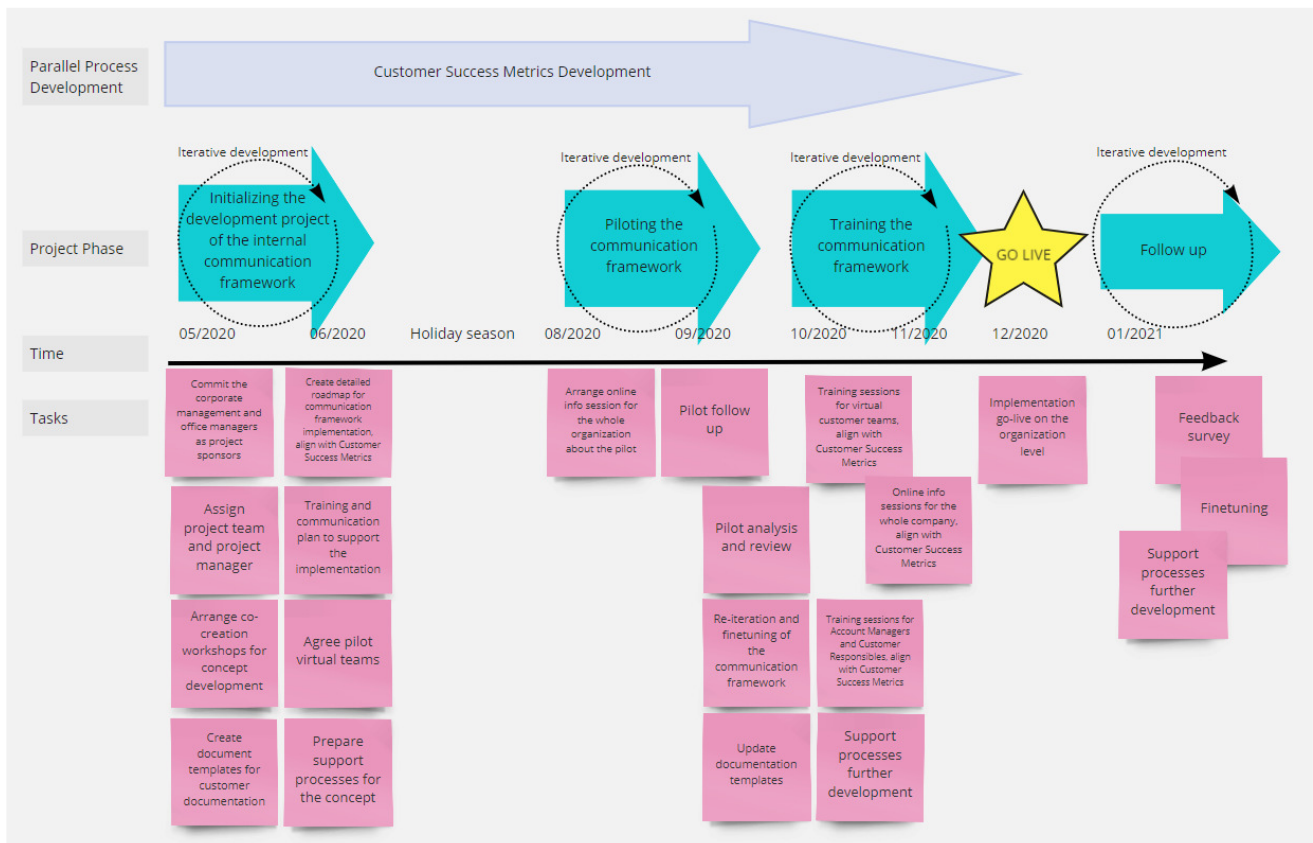 Parallel Process
Development
Customer Success Metrics Development
Project Phase
Iterative development
Initializing the
development project
of the internal
communication
framework
Iterative development
Piloting the
communication
framework
Iterative development
Training the
communication
framework
GO LIVE
Iterative development
Follow up
Time
05/2020
06/2020
Holiday season
08/2020
09/2020
10/2020
11/2020
12/2020
01/2021
Tasks
Commit the
corporate
management and
office managers
as project
sponsors
Create detailed
roadmap for
communication
framework
implementation,
align with Customer
Success Metrics
Arrange online
info session for
the whole
organization
about the pilot
Pilot follow
up
Training sessions
for virtual
customer teams,
align with
Customer Success
Metrics
Implementation
go-live on the
organization
level
Feedback
survey
Assign
project team
and project
manager
Training and
communication
plan to support
the
implementation
Pilot analysis
and review
Online info
sessions for the
whole company,
align with
Customer Success
Metrics
Finetuning
Support
processes
further
development
Arrange co-
creation
workshops for
concept
development
Agree pilot
virtual teams
Re-iteration and
finetuning of
the
communication
framework
Training sessions for
Account Managers
and Customer
Responsibles, align
with Customer
Success Metrics
Create
document
templates for
customer
documentation
Prepare
support
processes for
the concept
Update
documentation
templates
Support
processes
further
development